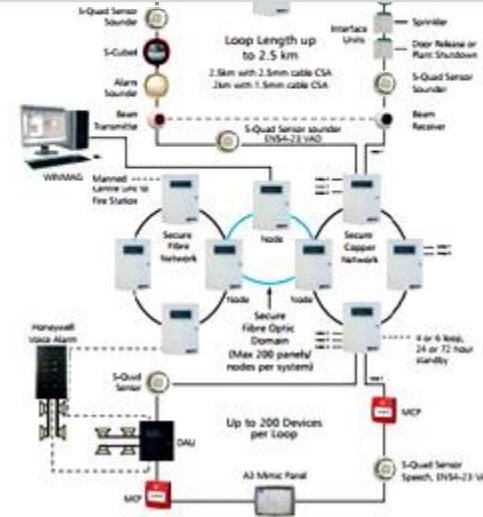 S-Quad Sensor
Sounder
S-Cubed
Alarm
Sounder
Beam
Transmitter
Loop Length up
to 2.5 km
2.5km with 2.5mm cable CSA
2km with 1.5mm cable CSA
Interface
Units
Sprinkler
Door Release or
Plant Shutdown
S-Quad Sensor
Sounder
Beam
Receiver
S-Quad Sensor sounder
EN54-23 VAD
WINMAG
Manned
Centre Link to
Fire Station
Secure
Fibre
Network
Node
Secure
Copper
Network
Node
Node
Secure
Fibre Optic
Domain
(Max 200 panels/
nodes per system)
4 or 6 loop,
24 or 72 hour
standby
Honeywell
Voice Alarm
S-Quad
Sensor
DAU
Up to 200 Devices
per Loop
MCP
MCP
A3 Mimic Panel
S-Quad Sensor
Speech, EN54-23 VA